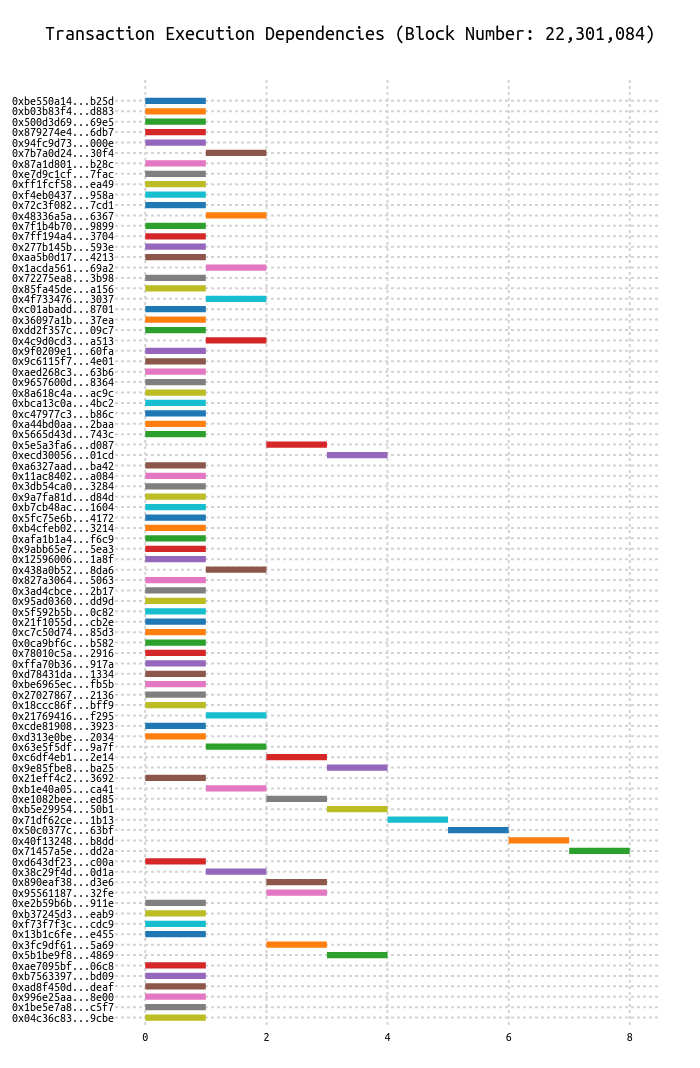 Transaction Execution Dependencies (Block Number: 22,301,084)
0xbe550a14...b25d
0xb03b83f4...d883
0x500d3d69...69e5
0x879274e4...6db7
0x94fc9d73...000e
0x7b7a0d24...30f4
0x87a1d801...b28c
0xe7d9c1cf...7fac
0xff1fcf58...ea49
0xf4eb0437...958a
0x72c3f082...7cd1
0x48336a5a...6367
0x7f1b4b70...9899
0x7ff194a4...3704
0x277b145b...593e
0xaa5b0d17...4213
0x1acda561...69a2
0x72275ea8...3b98
0x85fa45de...a156
0x4f733476...3037
0xc01abadd...8701
0x36097a1b...37ea
0xdd2f357c...09c7
0x4c9d0cd3...a513
0x9f0209e1...60fa
0x9c6115f7...4e01
0xaed268c3...63b6
0x9657600d...8364
0x8a618c4a...ac9c
0xbca13c0a...4bc2
0xc47977c3...b86c
0xa44bd0aa...2baa
0x5665d43d...743c
0x5e5a3fa6...d087
0xecd30056...01cd
0xa6327aad...ba42
0x11ac8402...a084
0x3db54ca0...3284
0x9a7fa81d...d84d
0xb7cb48ac...1604
0x5fc75e6b...4172
0xb4cfeb02...3214
0xafa1b1a4...f6c9
0x9abb65e7...5ea3
0x12596006...1a8f
0x438a0b52...8da6
0x827a3064...5063
0x3ad4cbce...2b17
0x95ad0360...dd9d
0x5f592b5b...0c82
0x21f1055d...cb2e
0xc7c50d74...85d3
0x0ca9bf6c...b582
0x78010c5a...2916
0xffa70b36...917a
0xd78431da...1334
0xbe6965ec...fb5b
0x27027867...2136
0x18ccc86f...bff9
0x21769416...f295
0xcde81908...3923
0xd313e0be...2034
0x63e5f5df...9a7f
0xc6df4eb1...2e14
0x9e85fbe8...ba25
0x21eff4c2...3692
0xb1e40a05...ca41
0xe1082bee...ed85
0xb5e29954...50b1
0x71df62ce...1b13
0x50c0377c...63bf
0x40f13248...b8dd
0x71457a5e...dd2a
0xd643df23...c00a
0x38c29f4d...0d1a
0x890eaf38...d3e6
0x95561187...32fe
0xe2b59b6b...911e
0xb37245d3...eab9
0xf73f7f3c...cdc9
0x13b1c6fe...e455
0x3fc9df61...5a69
0x5b1be9f8...4869
0xae7095bf...06c8
0xb7563397...bd09
0xad8f450d...deaf
0x996e25aa...8e00
0x1be5e7a8...c5f7
0x04c36c83...9cbe
0 2 4 6 8